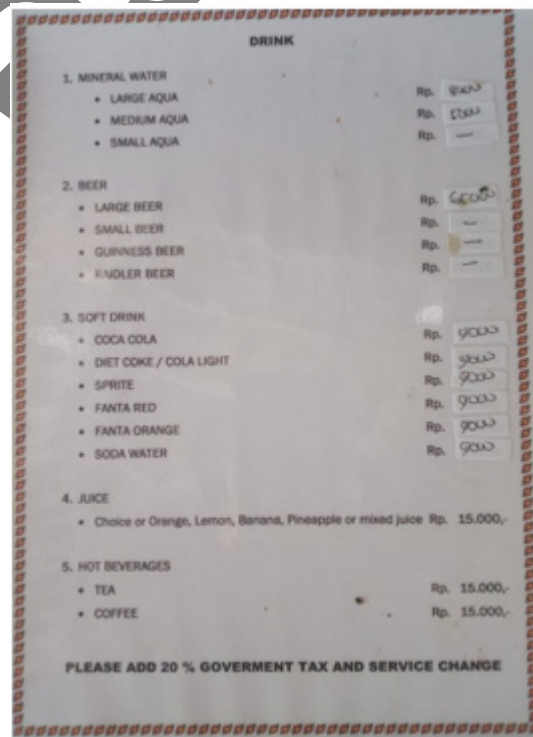 DRINK
1. MINERAL WATER
• LARGE AQUA Rp.
• MEDIUM AQUA Rp.
• SMALL AQUA Rp. —
2. BEER
• LARGE BEER Rp.
• SMALL BEER Rp. —
• GUINNESS BEER Rp. —
• RADLER BEER Rp. —
3. SOFT DRINK
• COCA COLA Rp. 9000
• DIET COKE / COLA LIGHT Rp. 9000
• SPRITE Rp. 9000
• FANTA RED Rp. 9000
• FANTA ORANGE Rp. 9000
• SODA WATER Rp. 9000
4. JUICE
• Choice or Orange, Lemon, Banana, Pineapple or mixed juice Rp. 15.000,-
5. HOT BEVERAGES
• TEA Rp. 15.000,-
• COFFEE Rp. 15.000,-
PLEASE ADD 20 % GOVERMENT TAX AND SERVICE CHANGE